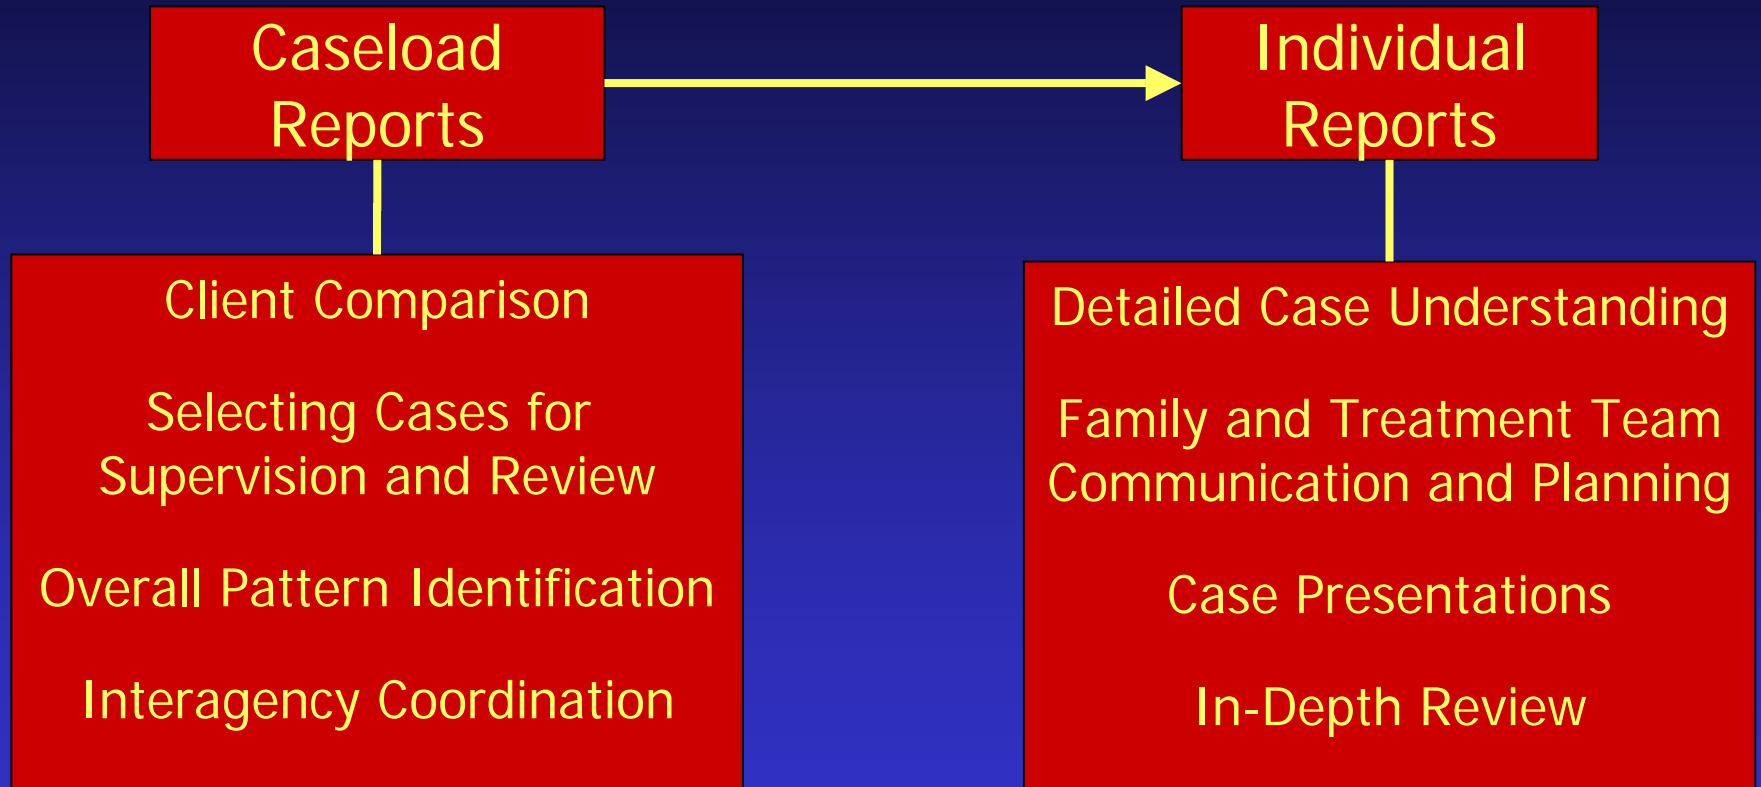 Caseload
Reports
Individual
Reports
Client Comparison
Selecting Cases for
Supervision and Review
Overall Pattern Identification
Interagency Coordination
Detailed Case Understanding
Family and Treatment Team
Communication and Planning
Case Presentations
In-Depth Review